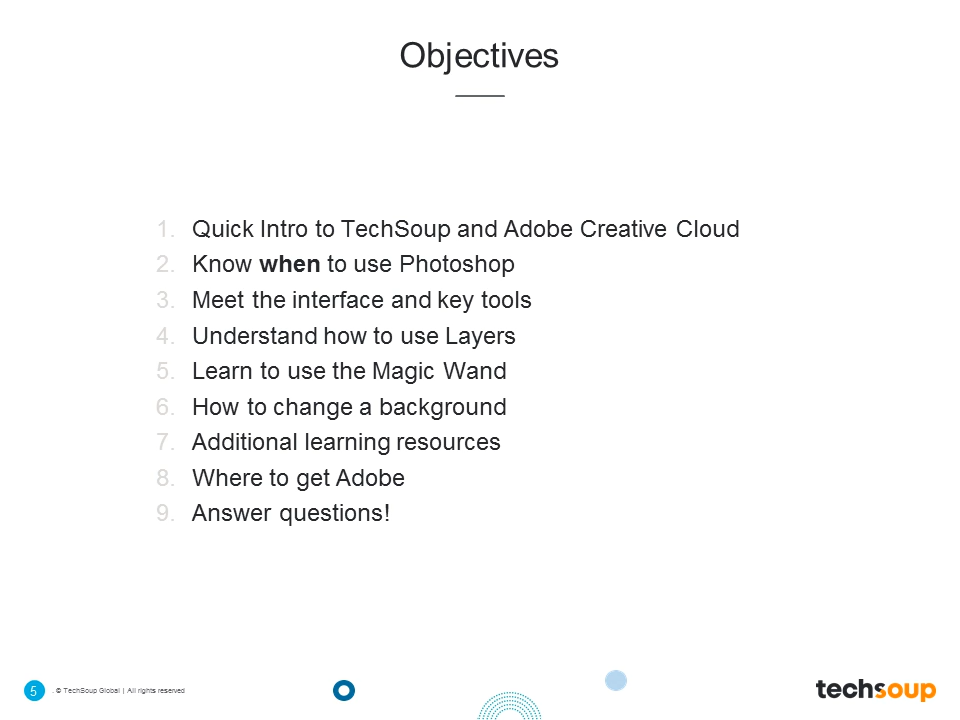 Objectives
1. Quick Intro to TechSoup and Adobe Creative Cloud
2. Know when to use Photoshop
3. Meet the interface and key tools
4. Understand how to use Layers
5. Learn to use the Magic Wand
6. How to change a background
7. Additional learning resources
8. Where to get Adobe
9. Answer questions!
5 . © TechSoup Global | All rights reserved
techsoup